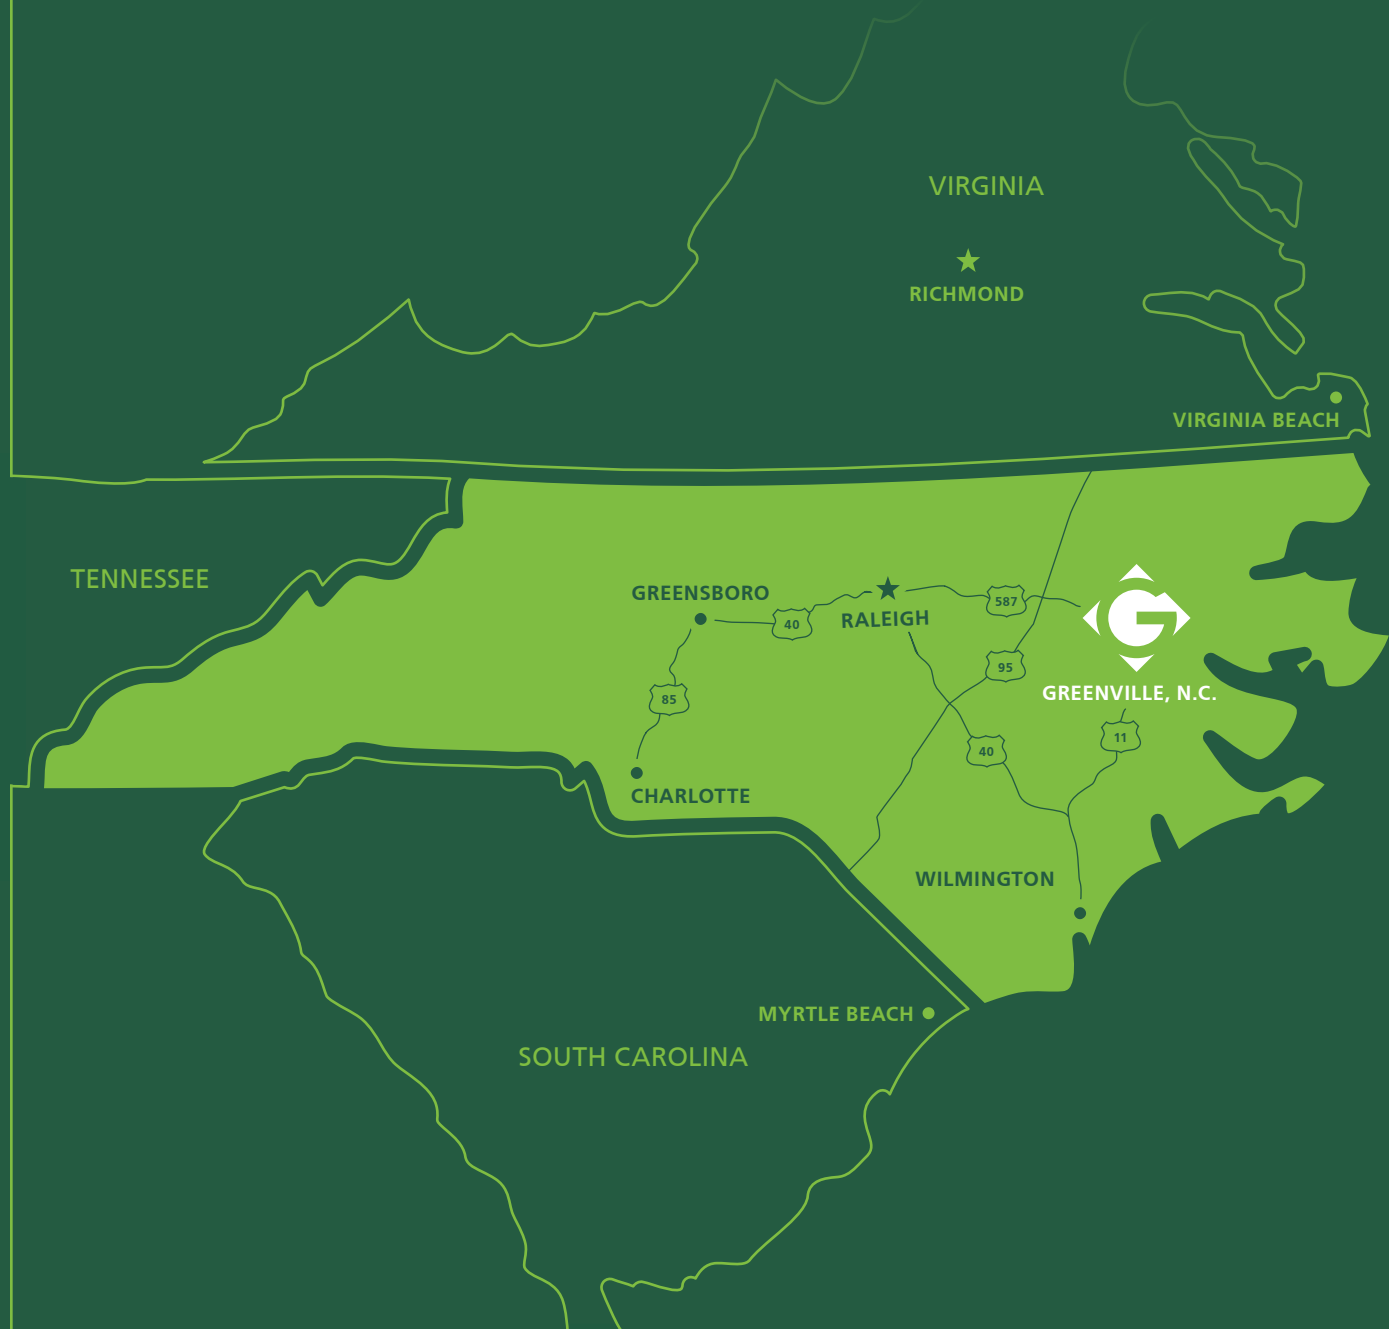 VIRGINIA
RICHMOND
VIRGINIA BEACH
TENNESSEE
GREENSBORO
587
40
RALEIGH
G
95
85
GREENVILLE, N.C.
11
40
CHARLOTTE
WILMINGTON
MYRTLE BEACH
SOUTH CAROLINA